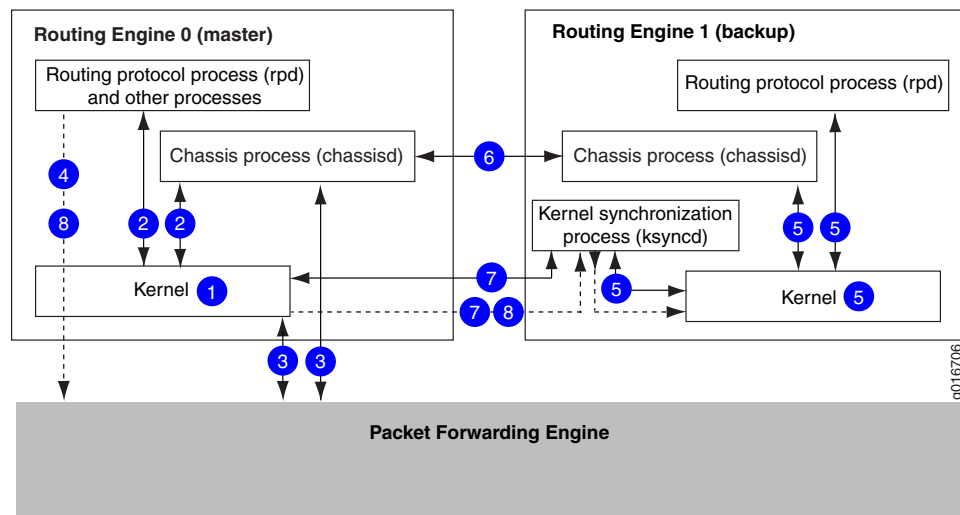 Routing Engine 0 (master)
Routing protocol process (rpd)
and other processes
Chassis process (chassisd)
4
8
2
2
Kernel
1
3
3
6
7
7
8
Routing Engine 1 (backup)
Routing protocol process (rpd)
Chassis process (chassisd)
Kernel synchronization
process (ksyncd)
5
5
5
Kernel
5
g016706
Packet Forwarding Engine